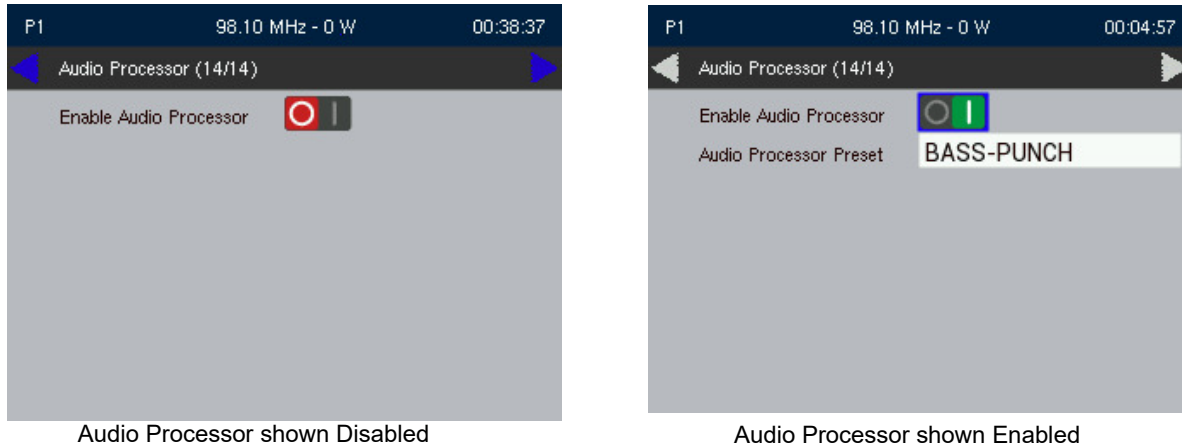 P1 98.10 MHz - 0 W 00:38:37
Audio Processor (14/14)
Enable Audio Processor
Audio Processor shown Disabled
P1 98.10 MHz - 0 W 00:04:57
Audio Processor (14/14)
Enable Audio Processor
Audio Processor Preset BASS-PUNCH
Audio Processor shown Enabled